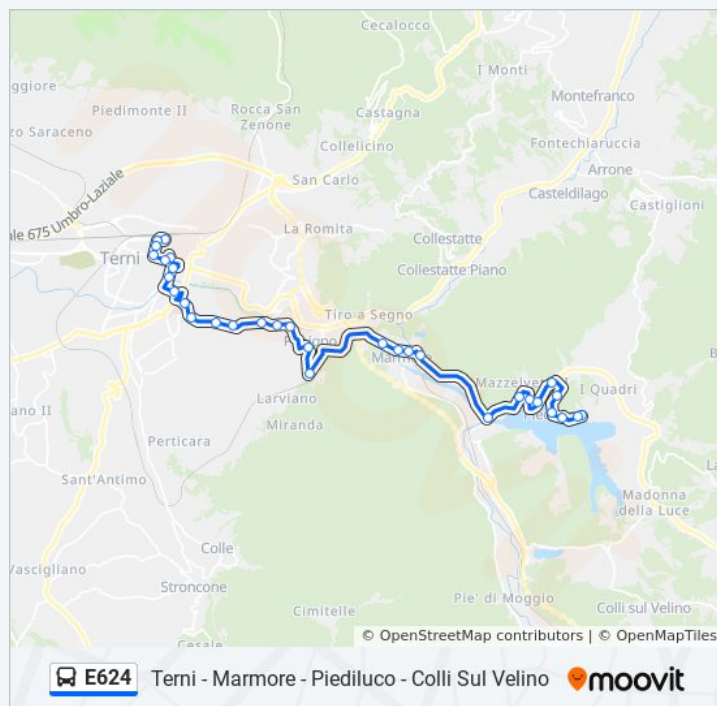 Cecalocco
I Monti
Montefranco
ggiore
Piedimonte II
Rocca San
Zenone
Castagna
zo Saraceno
Collelicino
Fontechiaruccia
San Carlo
Arrone
Casteldilago
ale 675 Umbro-Laziale
Castiglioni
La Romita
Collestatte
Terni
Collestatte Piano
Tiro a Segno
Mazzelve
I Quadri
Larviano
Miranda
ano II
Perticara
Sant'Antimo
Madonna
della Luce
Colle
Vascigliano
Stroncone
Pie' di Moggio
Colli sul Velino
Cimitelle
Cesale
© OpenStreetMap contributors | © OpenMapTiles
E624 Terni - Marmore - Piediluco - Colli Sul Velino moovit